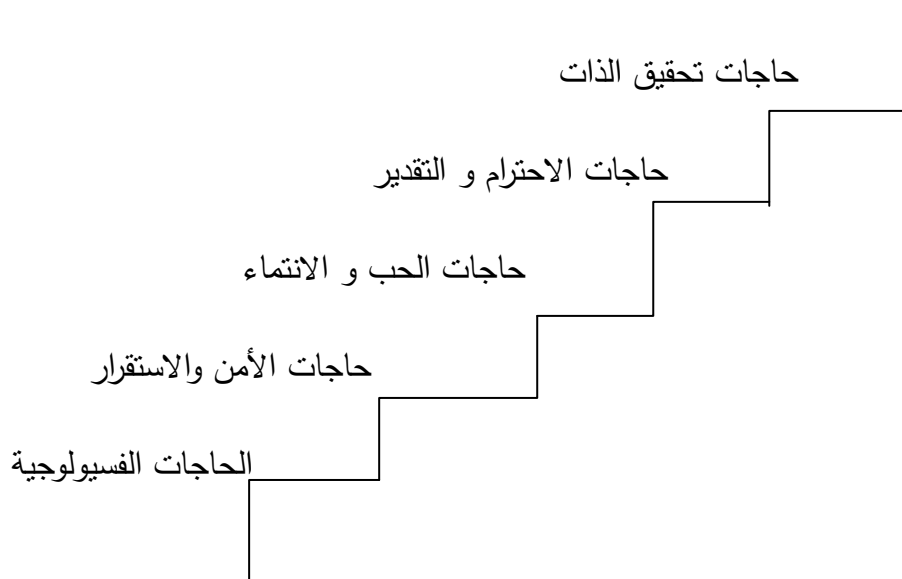 حاجات تحقيق الذات
حاجات الاحترام و التقدير
حاجات الحب و الانتماء
حاجات الأمن والاستقرار
الحاجات الفسيولوجية